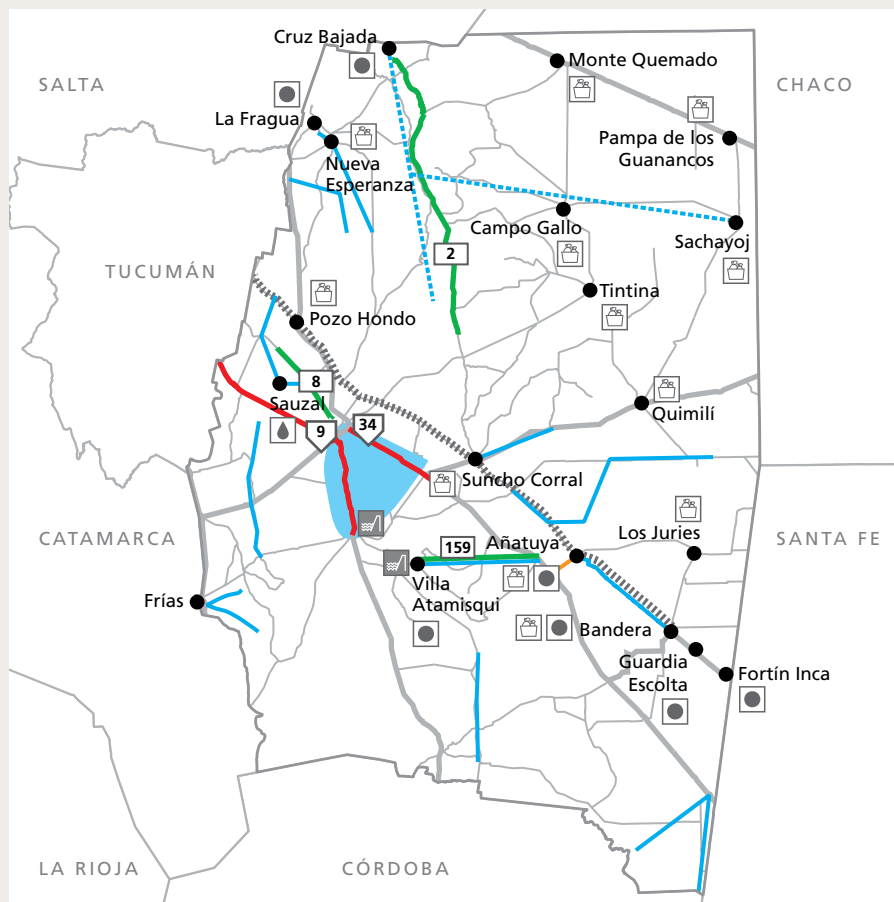 Cruz Bajada
Monte Quemado
SALTA
CHACO
La Fragua
Pampa de los
Guanancos
Nueva
Esperanza
Campo Gallo
Sachayoj
2
TUCUMÁN
Tintina
Pozo Hondo
8
Sauzal
Quimilí
9
34
Suncho Corral
CATAMARCA
Añatuya
Los Juries
SANTA FE
159
Villa
Atamisqui
Frías
Bandera
Guardia
Escolta
Fortín Inca
LA RIOJA
CÓRDOBA